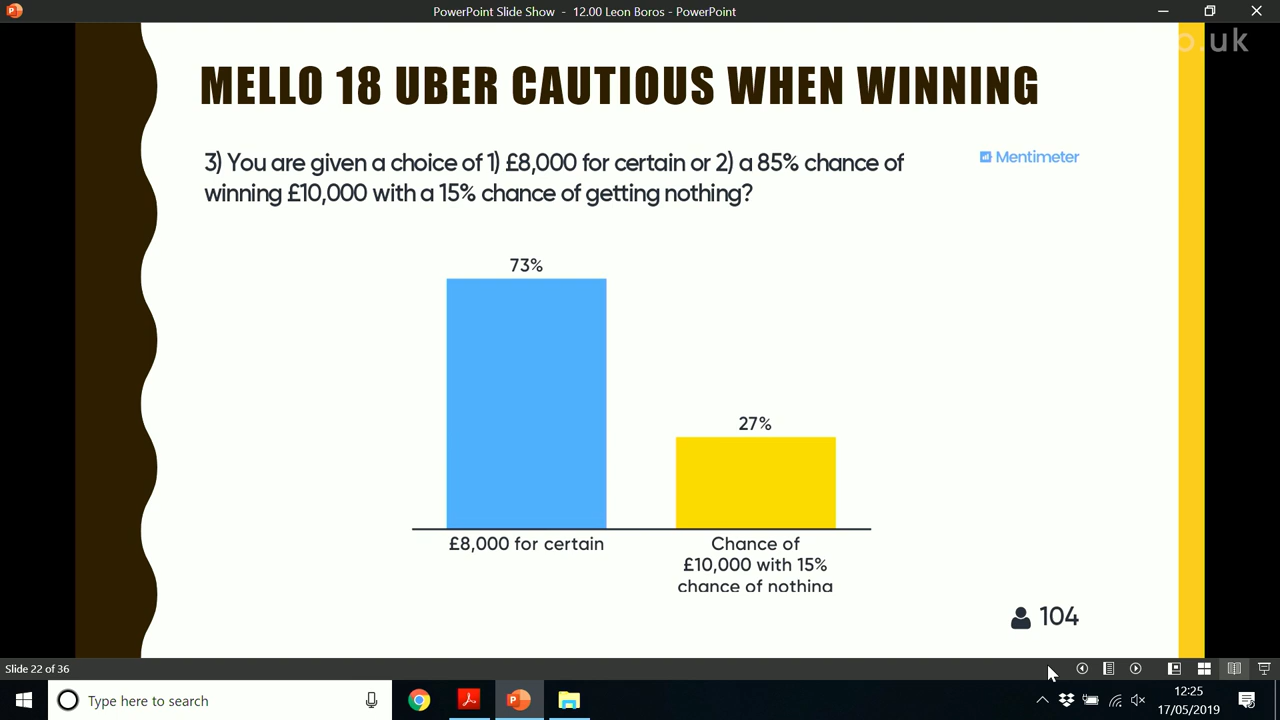 PowerPoint Slide Show - 12.00 Leon Boros - PowerPoint
o.uk
MELLO 18 UBER CAUTIOUS WHEN WINNING
3) You are given a choice of 1) £8,000 for certain or 2) a 85% chance of
winning £10,000 with a 15% chance of getting nothing?
Mentimeter
73%
27%
£8,000 for certain
Chance of
£10,000 with 15%
chance of nothing
104
Slide 22 of 36
Type here to search
12:25
17/05/2019